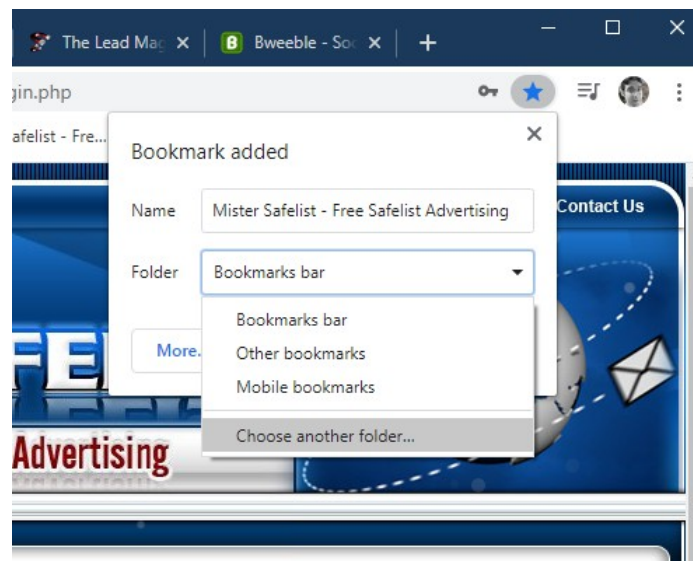 The Lead Mag
B Bweeble - Soc
gin.php
afelist - Fre...
Bookmark added
Name Mister Safelist - Free Safelist Advertising
Contact Us
Folder Bookmarks bar
Bookmarks bar
Other bookmarks
Mobile bookmarks
More.
Choose another folder...
Advertising